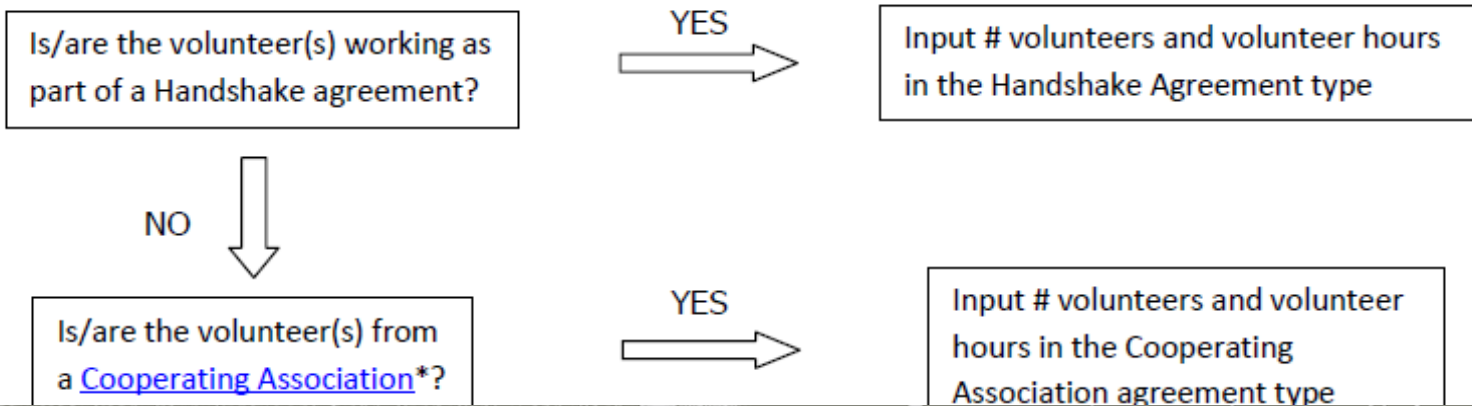 Is/are the volunteer(s) working as
part of a Handshake agreement?
YES
Input # volunteers and volunteer hours
in the Handshake Agreement type
NO
Is/are the volunteer(s) from
a Cooperating Association*?
YES
Input # volunteers and volunteer
hours in the Cooperating
Association agreement type